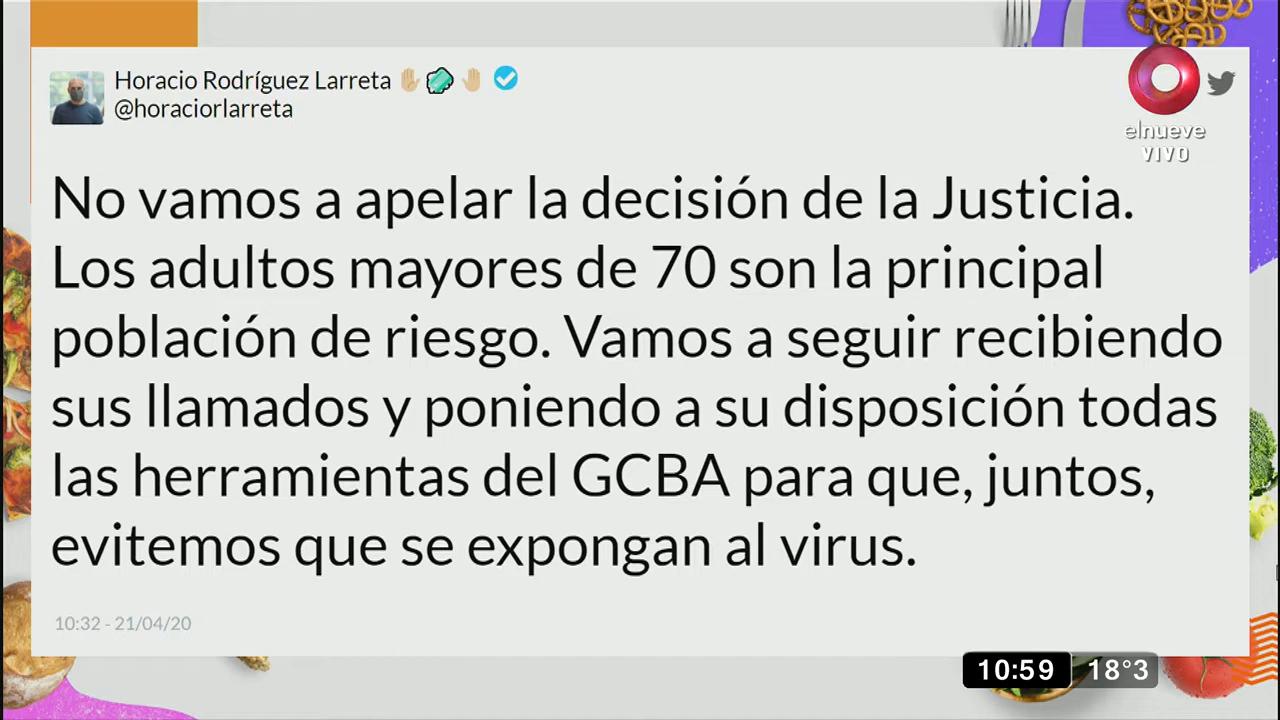 Horacio Rodríguez Larreta
@horaciorlarreta
elnueve
VIVO
No vamos a apelar la decisión de la Justicia.
Los adultos mayores de 70 son la principal
población de riesgo. Vamos a seguir recibiendo
sus llamados y poniendo a su disposición todas
las herramientas del GCBA para que, juntos,
evitemos que se expongan al virus.
10:32 - 21/04/20
10:59 18°3